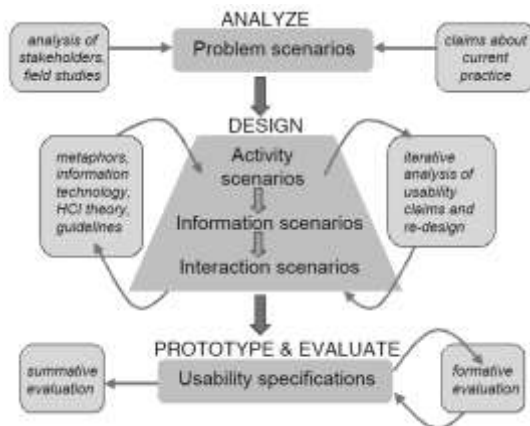 ANALYZE
analysis of
stakeholders,
field studies
Problem scenarios
claims about
current
practice
DESIGN
metaphors,
information
technology,
HCI theory,
guidelines
Activity
scenarios
Information scenarios
Interaction scenarios
iterative
analysis of
usability
claims and
re-design
PROTOTYPE & EVALUATE
summative
evaluation
Usability specifications
formative
evaluation